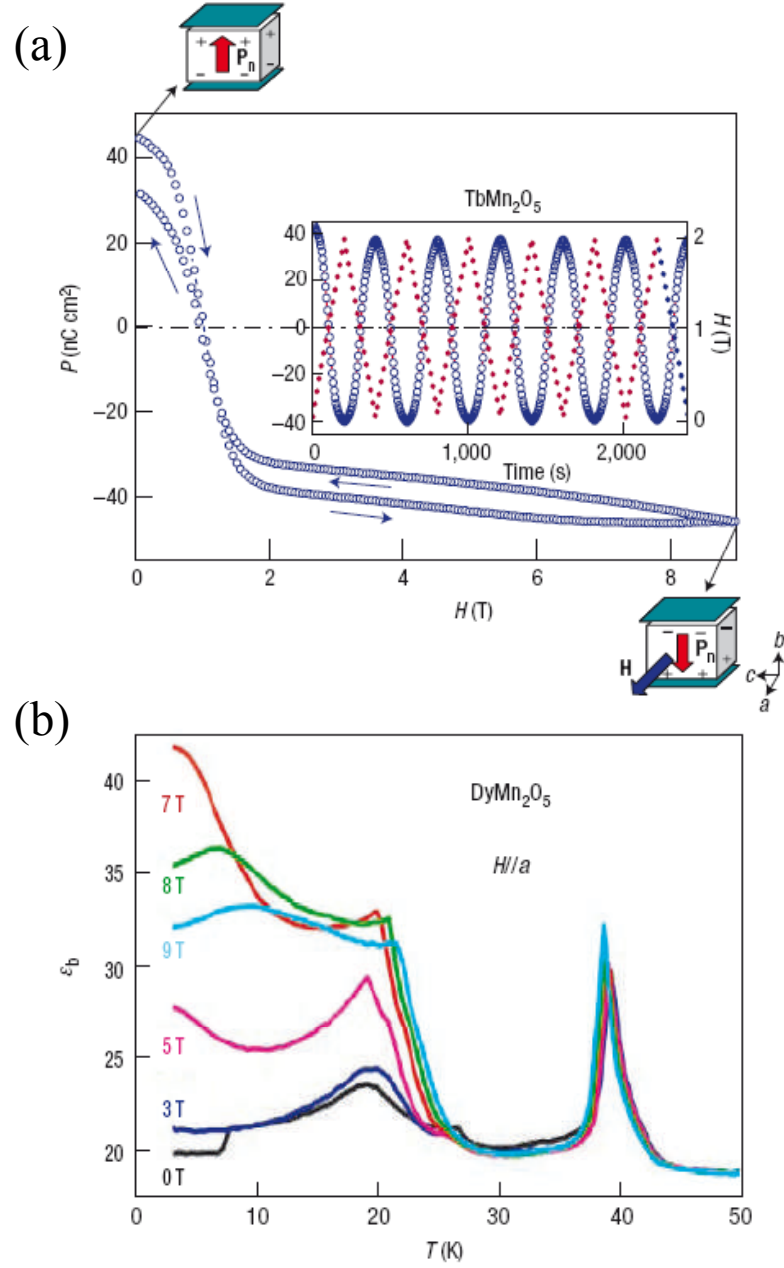 (a)
+ + +
P n
− − −
40
20
0
−20
−40
P (nC cm²)
0 2 4 6 8
H (T)
TbMn₂O₅
40
20
0
−20
−40
2
1
0
H (T)
0 1,000 2,000
Time (s)
− − −
P n
+ + +
H
b
c
a
(b)
40
35
30
25
20
εb
DyMn₂O₅
H//a
7 T
8 T
9 T
5 T
3 T
0 T
0 10 20 30 40 50
T (K)